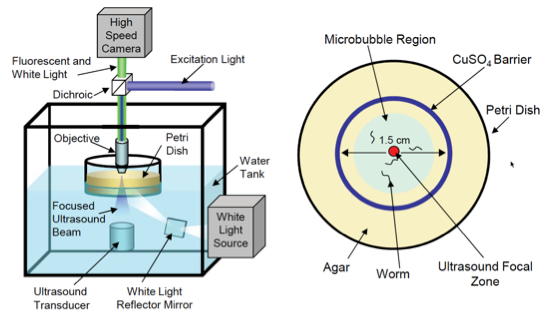 High
Speed
Camera
Fluorescent and
White Light
Excitation Light
Dichroic
Objective
Petri
Dish
Water
Tank
Focused
Ultrasound
Beam
White
Light
Source
Ultrasound
Transducer
White Light
Reflector Mirror
Microbubble Region
CuSO₄ Barrier
Petri Dish
1.5 cm
Agar
Worm
Ultrasound Focal
Zone